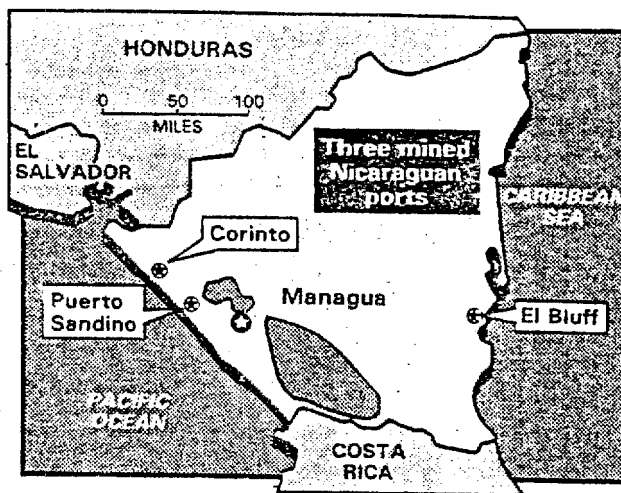 HONDURAS
0 50 100
MILES
EL
SALVADOR
Three mined
Nicaraguan
ports
CARIBBEAN
SEA
Corinto
Puerto
Sandino
Managua
El Bluff
PACIFIC
OCEAN
COSTA
RICA